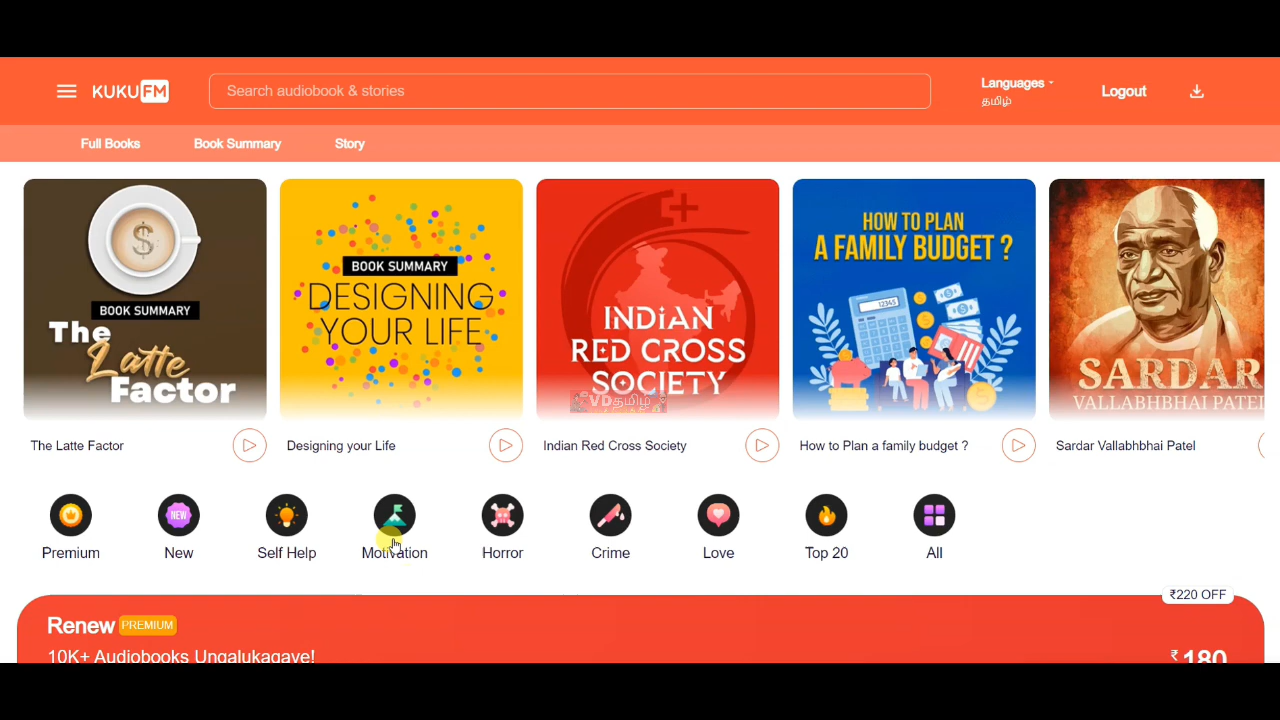 KUKU FM
Search audiobook & stories
Languages
தமிழ்
Logout
Full Books
Book Summary
Story
$
BOOK SUMMARY
The
Latte
Factor
BOOK SUMMARY
DESIGNING
YOUR LIFE
INDIAN
RED CROSS
SOCIETY
VDதமிழ்
HOW TO PLAN
A FAMILY BUDGET ?
12345
SARDAR
VALLABHBHAI PATEL
The Latte Factor
Designing your Life
Indian Red Cross Society
How to Plan a family budget ?
Sardar Vallabhbhai Patel
NEW
Premium
New
Self Help
Motivation
Horror
Crime
Love
Top 20
All
₹220 OFF
Renew PREMIUM
10K+ Audiobooks Ungalukagave!
₹180